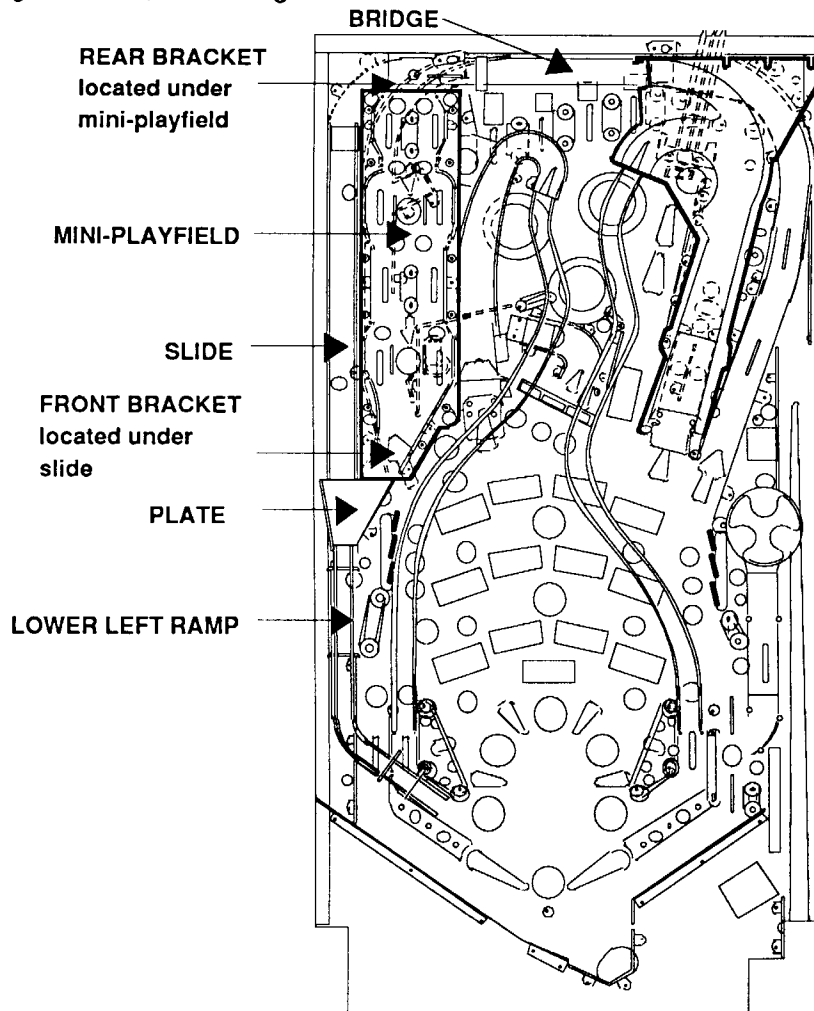 BRIDGE
REAR BRACKET
located under
mini-playfield
MINI-PLAYFIELD
SLIDE
FRONT BRACKET
located under
slide
PLATE
LOWER LEFT RAMP